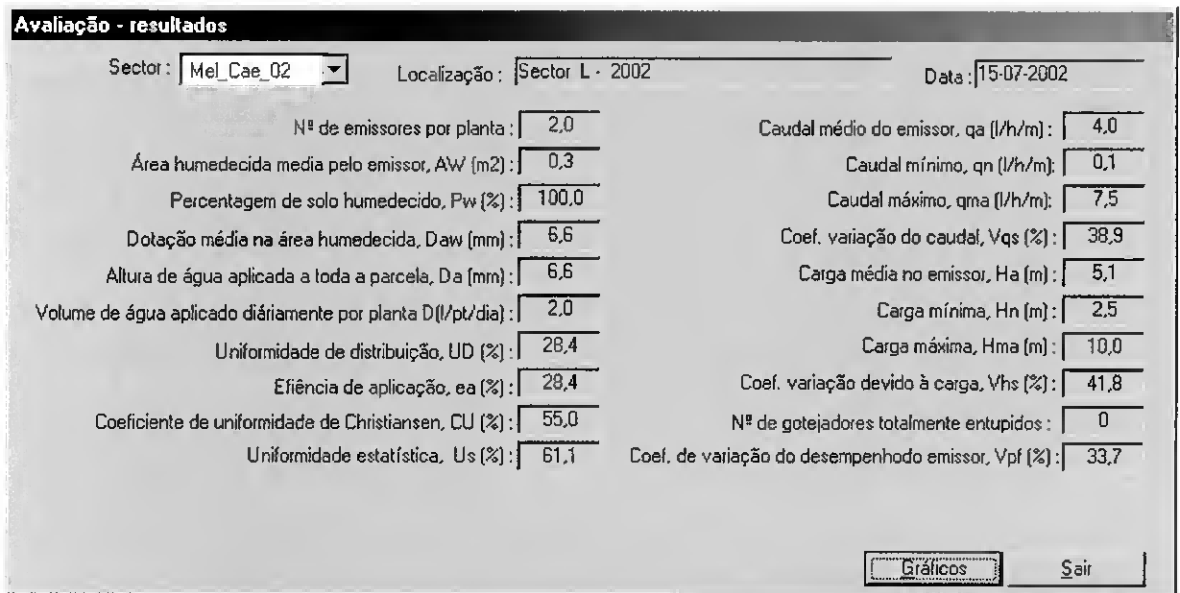 Avaliação - resultados
Sector : Mel_Cae_02 Localização : Sector L - 2002 Data : 15-07-2002
Nº de emissores por planta : 2,0 Caudal médio do emissor, qa (l/h/m) : 4,0
Área humedecida media pelo emissor, AW (m2) : 0,3 Caudal mínimo, qn (l/h/m): 0,1
Percentagem de solo humedecido, Pw (%) : 100,0 Caudal máximo, qma (l/h/m): 7,5
Dotação média na área humedecida, Daw (mm) : 6,6 Coef. variação do caudal, Vqs (%) : 38,9
Altura de água aplicada a toda a parcela, Da (mm) : 6,6 Carga média no emissor, Ha (m) : 5,1
Volume de água aplicado diáriamente por planta D(l/pt/dia) : 2,0 Carga mínima, Hn (m) : 2,5
Uniformidade de distribuição, UD (%) : 28,4 Carga máxima, Hma (m) : 10,0
Efiência de aplicação, ea (%) : 28,4 Coef. variação devido à carga, Vhs (%) : 41,8
Coeficiente de uniformidade de Christiansen, CU (%) : 55,0 Nº de gotejadores totalmente entupidos : 0
Uniformidade estatística, Us (%) : 61,1 Coef. de variação do desempenhodo emissor, Vpf (%) : 33,7
Gráficos Sair